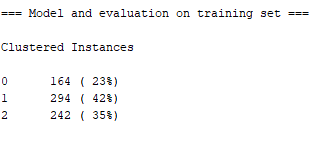 === Model and evaluation on training set ===
Clustered Instances
0 164 ( 23%)
1 294 ( 42%)
2 242 ( 35%)